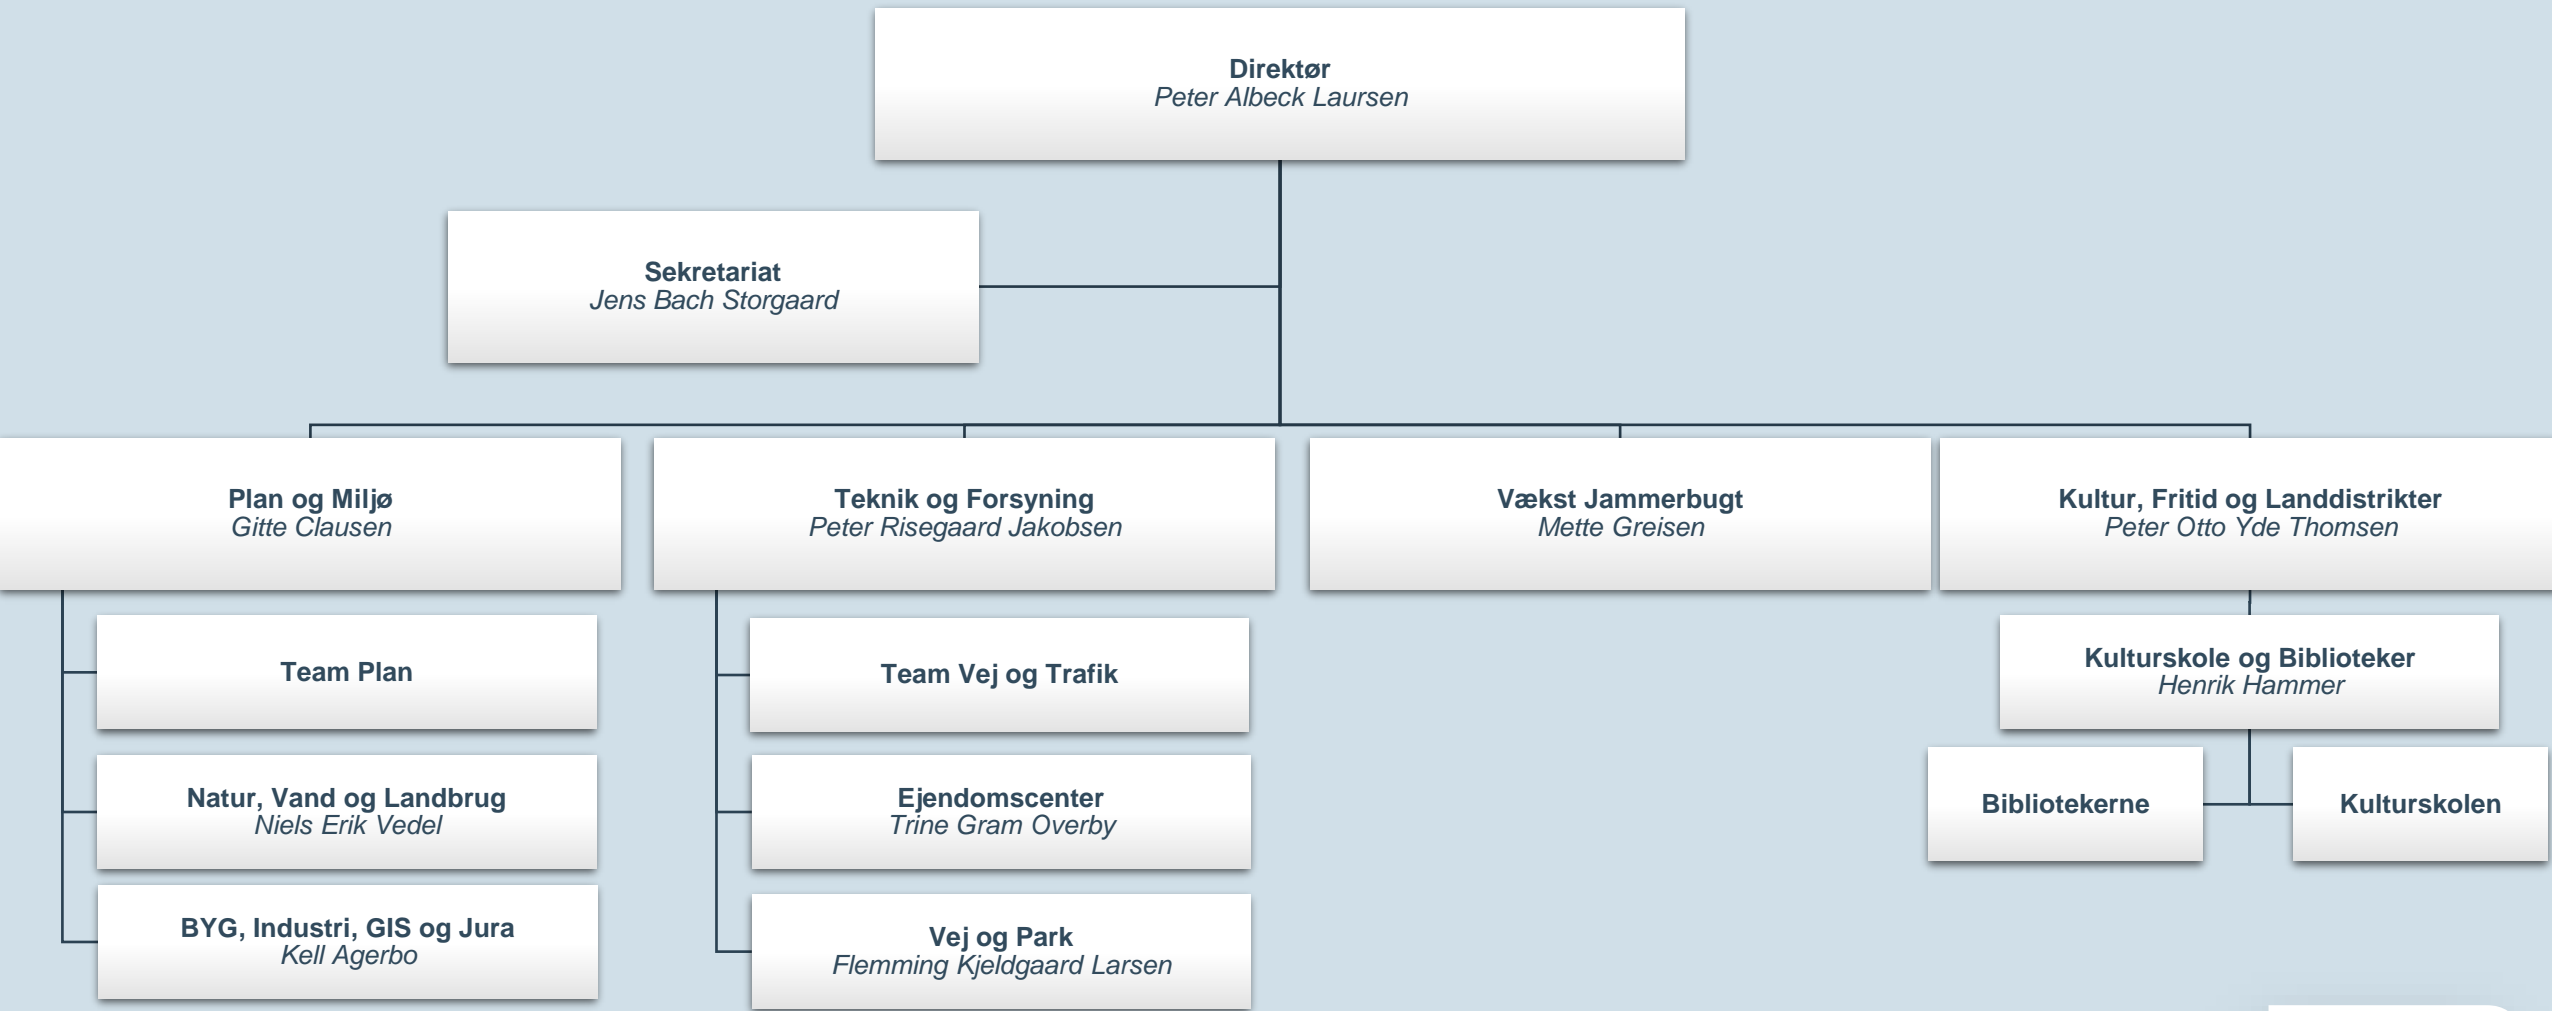 Direktør
Peter Albeck Laursen
Sekretariat
Jens Bach Storgaard
Plan og Miljø
Gitte Clausen
Teknik og Forsyning
Peter Risegaard Jakobsen
Vækst Jammerbugt
Mette Greisen
Kultur, Fritid og Landdistrikter
Peter Otto Yde Thomsen
Team Plan
Natur, Vand og Landbrug
Niels Erik Vedel
BYG, Industri, GIS og Jura
Kell Agerbo
Team Vej og Trafik
Ejendomscenter
Trine Gram Overby
Vej og Park
Flemming Kjeldgaard Larsen
Kulturskole og Biblioteker
Henrik Hammer
Bibliotekerne
Kulturskolen